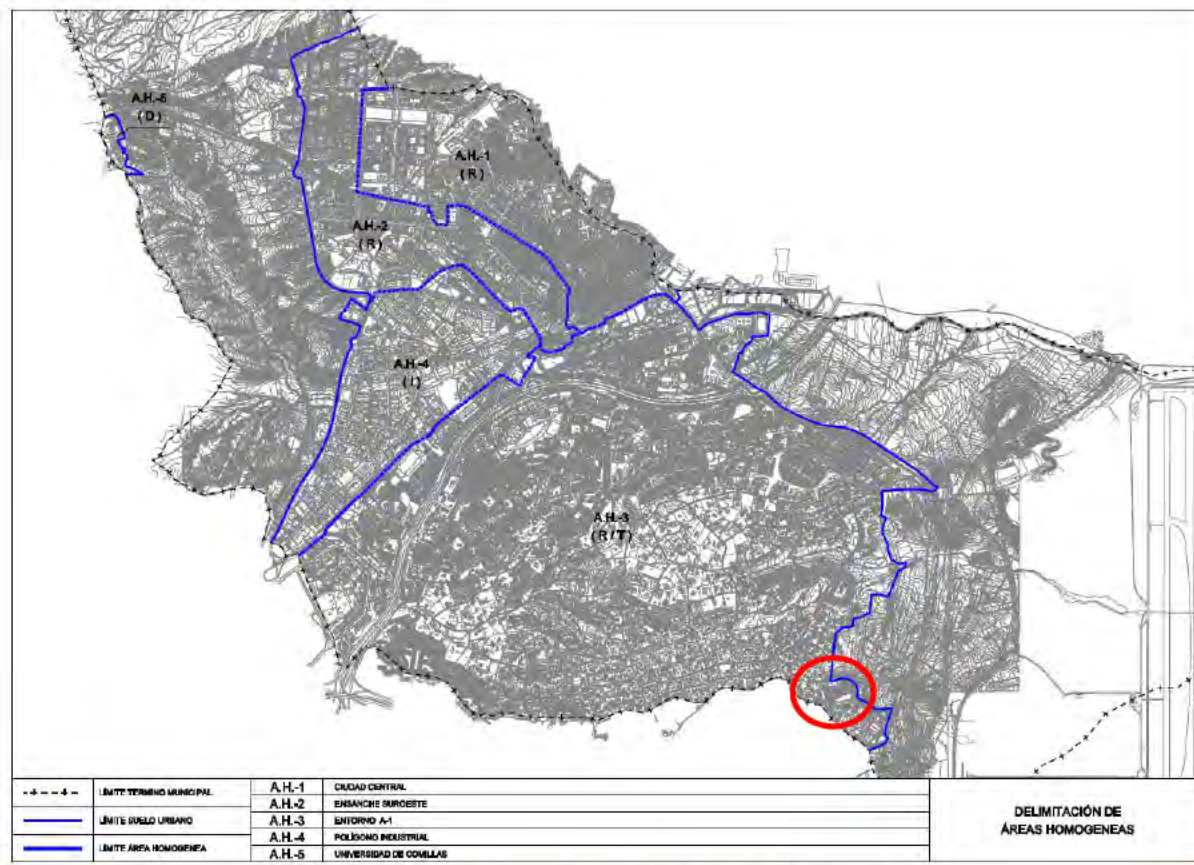 A.H.-5
( D )
A.H.-1
( R )
A.H.-2
( R )
A.H.-4
( I )
A.H.-3
( R / T )
LÍMITE TERMINO MUNICIPAL
LÍMITE SUELO URBANO
LÍMITE ÁREA HOMOGENEA
A.H.-1 CIUDAD CENTRAL
A.H.-2 ENSANCHE SUROESTE
A.H.-3 ENTORNO A-1
A.H.-4 POLÍGONO INDUSTRIAL
A.H.-5 UNIVERSIDAD DE COMILLAS
DELIMITACIÓN DE
ÁREAS HOMOGENEAS